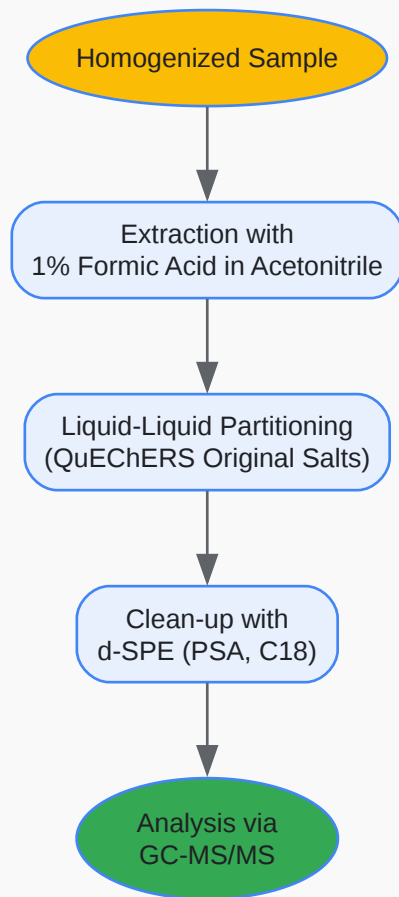 Homogenized Sample
Extraction with
1% Formic Acid in Acetonitrile
Liquid-Liquid Partitioning
(QuEChERS Original Salts)
Clean-up with
d-SPE (PSA, C18)
Analysis via
GC-MS/MS